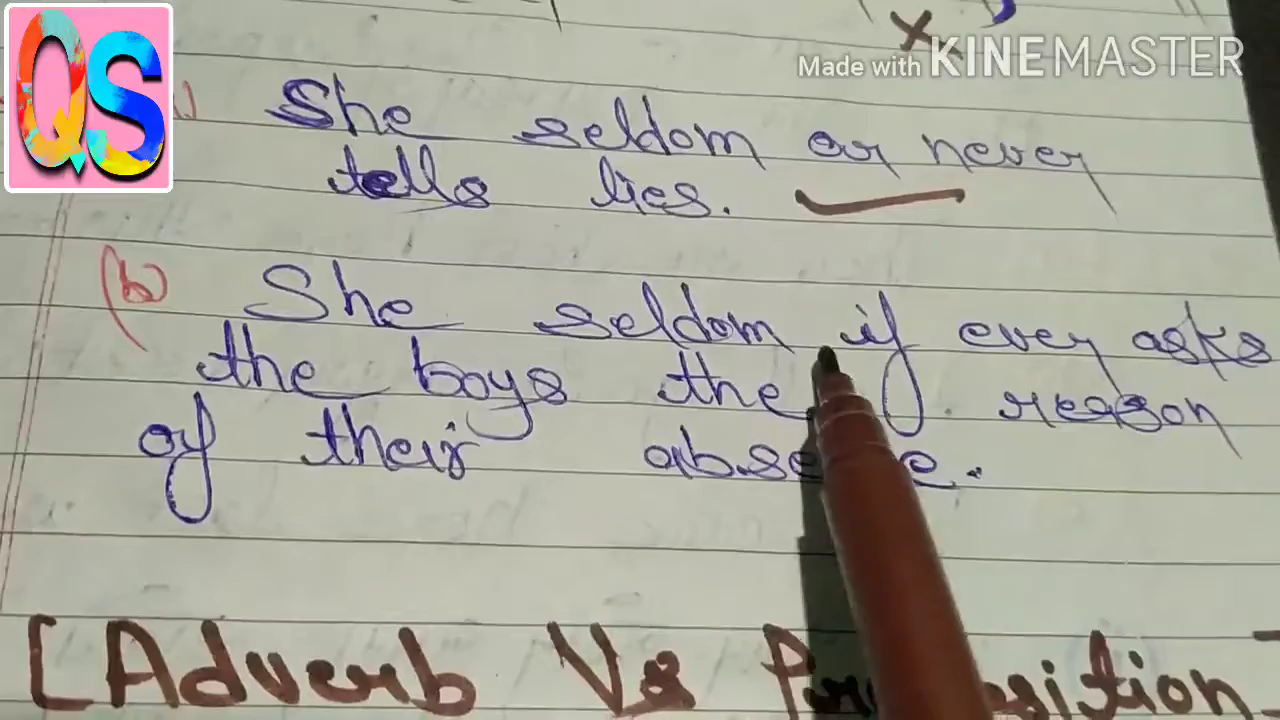 QS
Made with KINEMASTER
She seldom or never
tells lies.
(b) She seldom if ever asks
the boys the reason
of their
[Adverb Vs